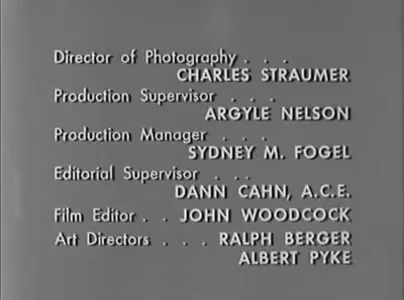 Director of Photography . . .
CHARLES STRAUMER
Production Supervisor . . .
ARGYLE NELSON
Production Manager . . .
SYDNEY M. FOGEL
Editorial Supervisor . . .
DANN CAHN, A.C.E.
Film Editor . . JOHN WOODCOCK
Art Directors . . . RALPH BERGER
ALBERT PYKE